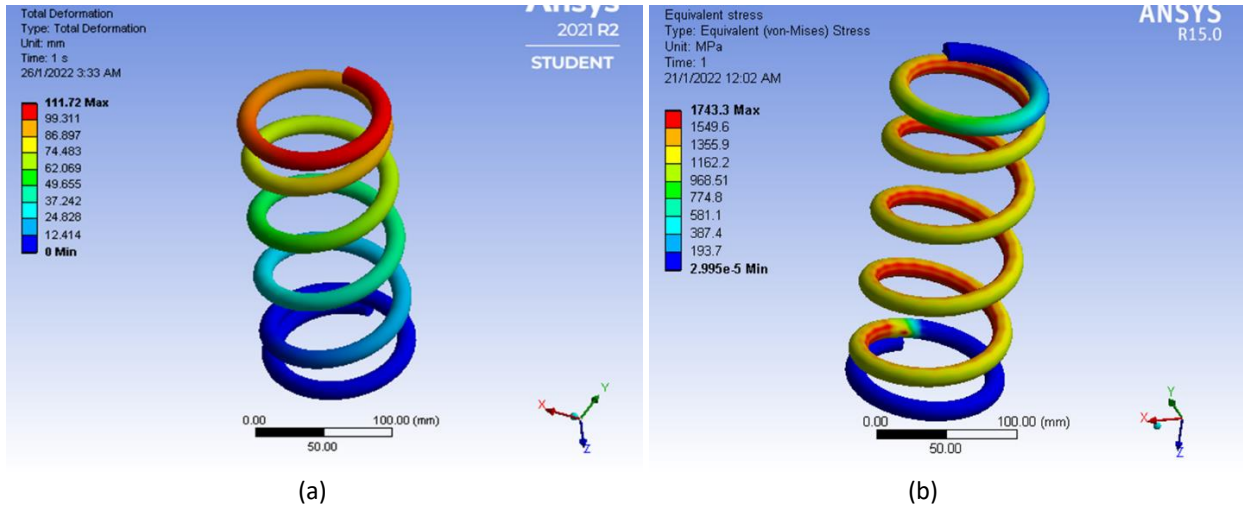 Total Deformation
Type: Total Deformation
Unit: mm
Time: 1 s
26/1/2022 3:33 AM
Ansys
2021 R2
STUDENT
111.72 Max
99.311
86.897
74.483
62.069
49.655
37.242
24.828
12.414
0 Min
0.00
100.00 (mm)
50.00
X
Y
Z
(a)
Equivalent stress
Type: Equivalent (von-Mises) Stress
Unit: MPa
Time: 1
21/1/2022 12:02 AM
ANSYS
R15.0
1743.3 Max
1549.6
1355.9
1162.2
968.51
774.8
581.1
387.4
193.7
2.995e-5 Min
0.00
100.00 (mm)
50.00
X
Y
Z
(b)